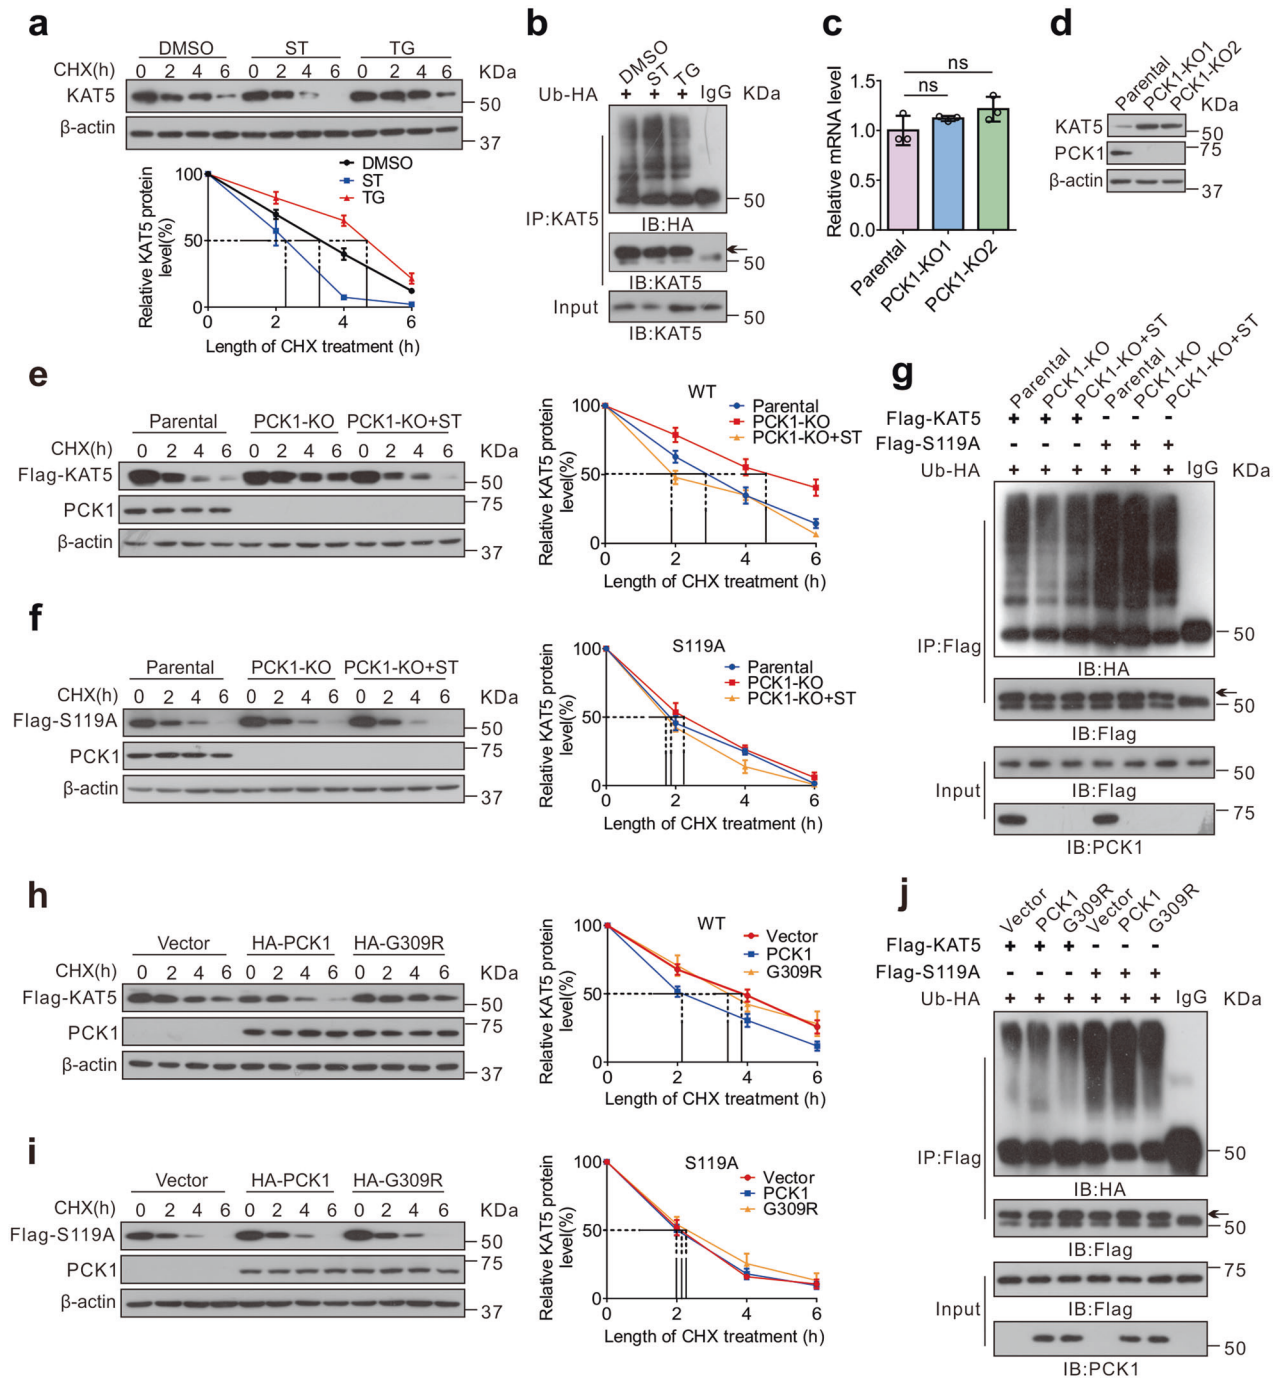 a
DMSO ST TG
CHX(h) 0 2 4 6 0 2 4 6 0 2 4 6 KDa
KAT5 50
β-actin 37
Relative KAT5 protein
level(%)
100
50
0
DMSO
ST
TG
0 2 4 6
Length of CHX treatment (h)
b
DMSO ST TG
Ub-HA + + + IgG KDa
50
IP:KAT5
IB:HA
50
IB:KAT5
Input 50
IB:KAT5
c
Relative mRNA level
1.5
1.0
0.5
0.0
ns
ns
Parental PCK1-KO1 PCK1-KO2
d
Parental PCK1-KO1 PCK1-KO2
KDa
KAT5 50
PCK1 75
β-actin 37
e
Parental PCK1-KO PCK1-KO+ST
CHX(h) 0 2 4 6 0 2 4 6 0 2 4 6 KDa
Flag-KAT5 50
PCK1 75
β-actin 37
WT
Relative KAT5 protein
level(%)
100
50
0
Parental
PCK1-KO
PCK1-KO+ST
0 2 4 6
Length of CHX treatment (h)
f
Parental PCK1-KO PCK1-KO+ST
CHX(h) 0 2 4 6 0 2 4 6 0 2 4 6 KDa
Flag-S119A 50
PCK1 75
β-actin 37
S119A
Relative KAT5 protein
level(%)
100
50
0
Parental
PCK1-KO
PCK1-KO+ST
0 2 4 6
Length of CHX treatment (h)
g
Parental PCK1-KO PCK1-KO+ST Parental PCK1-KO PCK1-KO+ST
Flag-KAT5 + + + - - -
Flag-S119A - - - + + +
Ub-HA + + + + + + IgG KDa
50
IP:Flag
IB:HA
50
IB:Flag
50
Input
IB:Flag
75
IB:PCK1
h
Vector HA-PCK1 HA-G309R
CHX(h) 0 2 4 6 0 2 4 6 0 2 4 6 KDa
Flag-KAT5 50
PCK1 75
β-actin 37
WT
Relative KAT5 protein
level(%)
100
50
0
Vector
PCK1
G309R
0 2 4 6
Length of CHX treatment (h)
i
Vector HA-PCK1 HA-G309R
CHX(h) 0 2 4 6 0 2 4 6 0 2 4 6 KDa
Flag-S119A 50
PCK1 75
β-actin 37
S119A
Relative KAT5 protein
level(%)
100
50
0
Vector
PCK1
G309R
0 2 4 6
Length of CHX treatment (h)
j
Vector PCK1 G309R Vector PCK1 G309R
Flag-KAT5 + + + - - -
Flag-S119A - - - + + +
Ub-HA + + + + + + IgG KDa
50
IP:Flag
IB:HA
50
IB:Flag
75
Input
IB:Flag
50
IB:PCK1